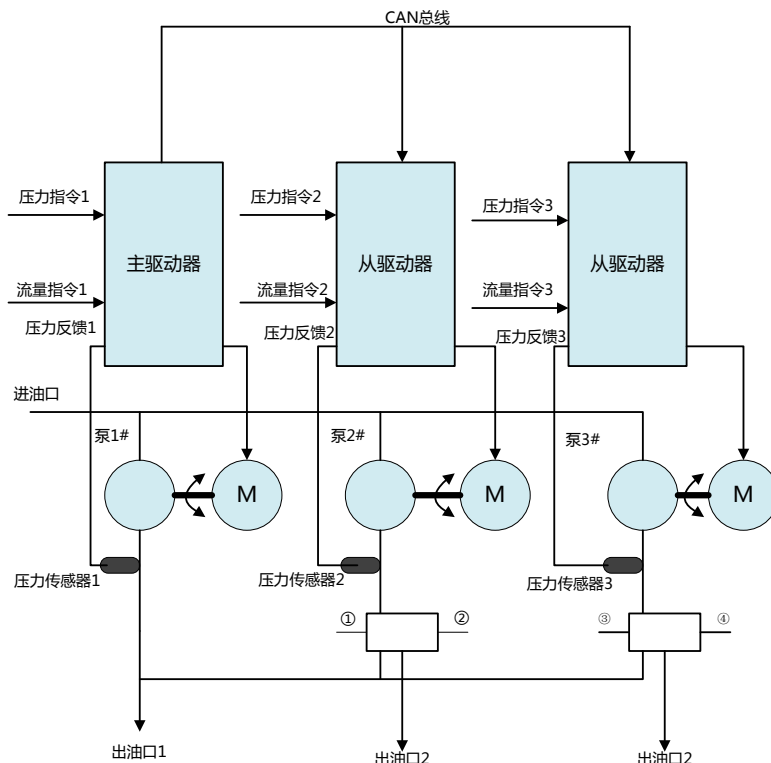 CAN总线
压力指令1
压力指令2
压力指令3
主驱动器
从驱动器
从驱动器
流量指令1
流量指令2
流量指令3
压力反馈1
压力反馈2
压力反馈3
进油口
泵1#
泵2#
泵3#
M
M
M
压力传感器1
压力传感器2
压力传感器3
①
②
③
④
出油口1
出油口2
出油口2